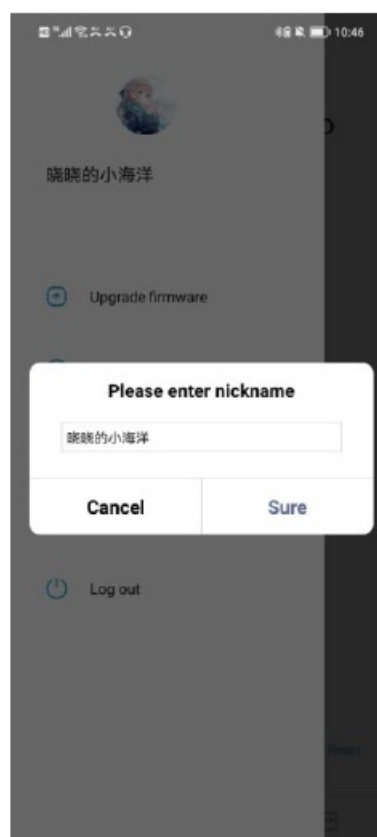 10:46
晓晓的小海洋
Upgrade firmware
Please enter nickname
晓晓的小海洋
Cancel
Sure
Log out
Reset